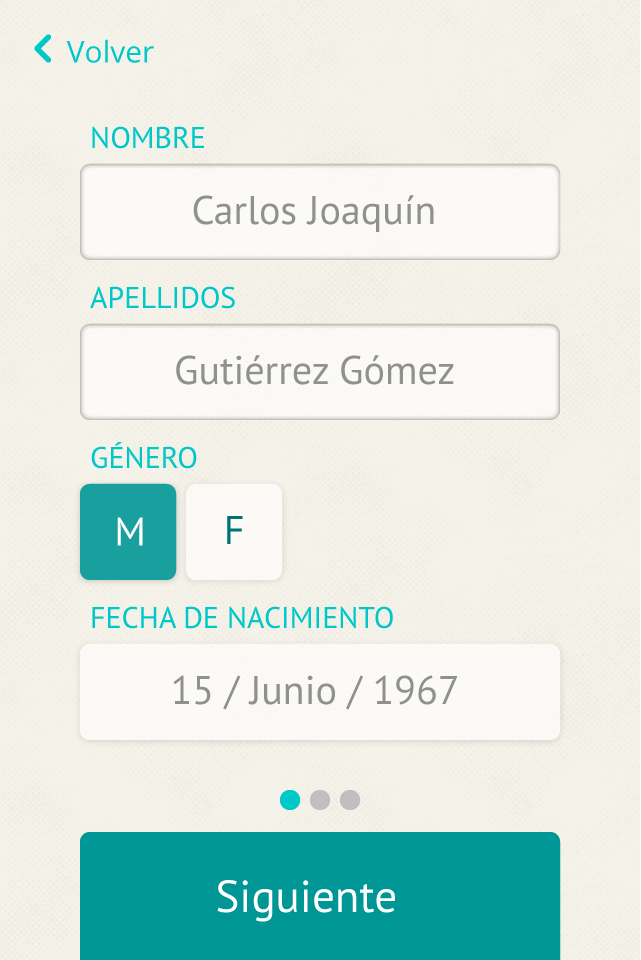 Volver
NOMBRE
Carlos Joaquín
APELLIDOS
Gutiérrez Gómez
GÉNERO
M F
FECHA DE NACIMIENTO
15 / Junio / 1967
Siguiente